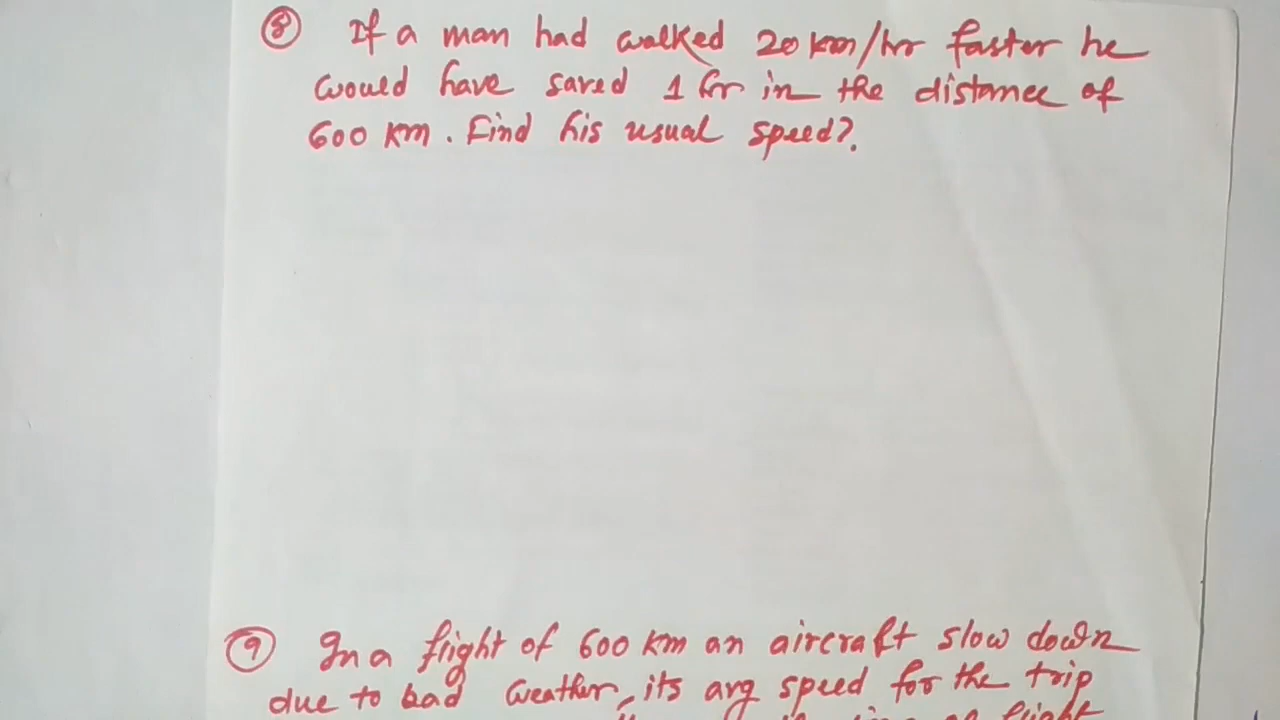 ⑧ If a man had walked 20 km/hr faster he
would have saved 1 hr in the distance of
600 km. Find his usual speed?.
⑨ In a flight of 600 km an aircraft slow down
due to bad weather, its avg speed for the trip
flight